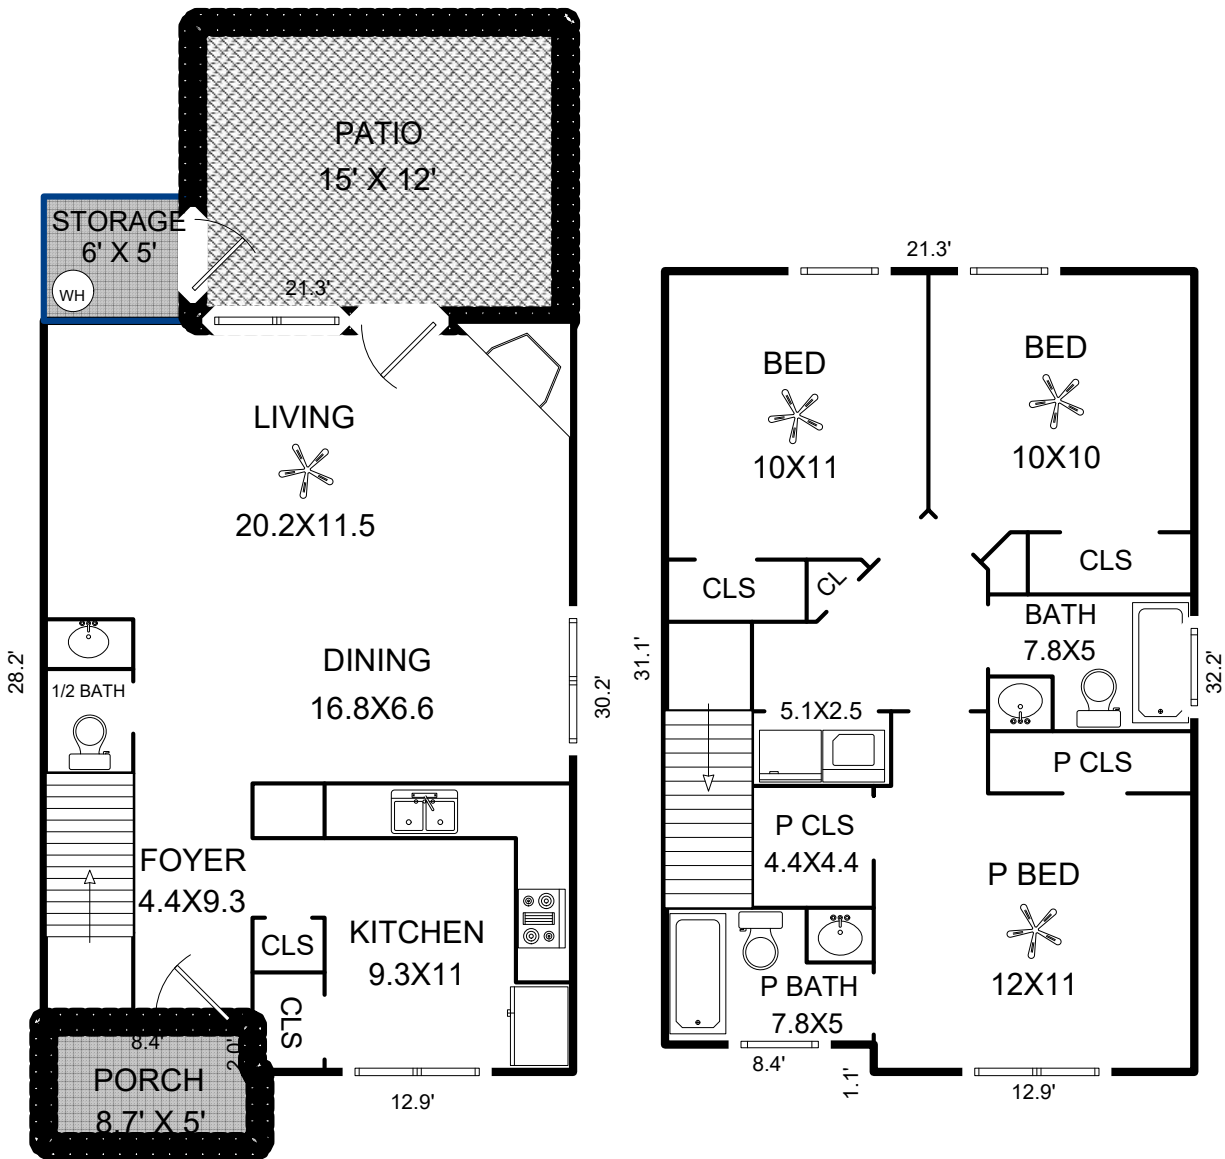 PATIO
15' X 12'
STORAGE
6' X 5'
WH
21.3'
LIVING
20.2X11.5
28.2'
1/2 BATH
DINING
16.8X6.6
30.2'
FOYER
4.4X9.3
CLS
KITCHEN
9.3X11
CLS
8.4'
2.0'
PORCH
8.7' X 5'
12.9'
21.3'
BED
10X11
BED
10X10
CLS
CL
CLS
31.1'
BATH
7.8X5
32.2'
5.1X2.5
P CLS
P CLS
4.4X4.4
P BED
12X11
P BATH
7.8X5
8.4'
1.1'
12.9'